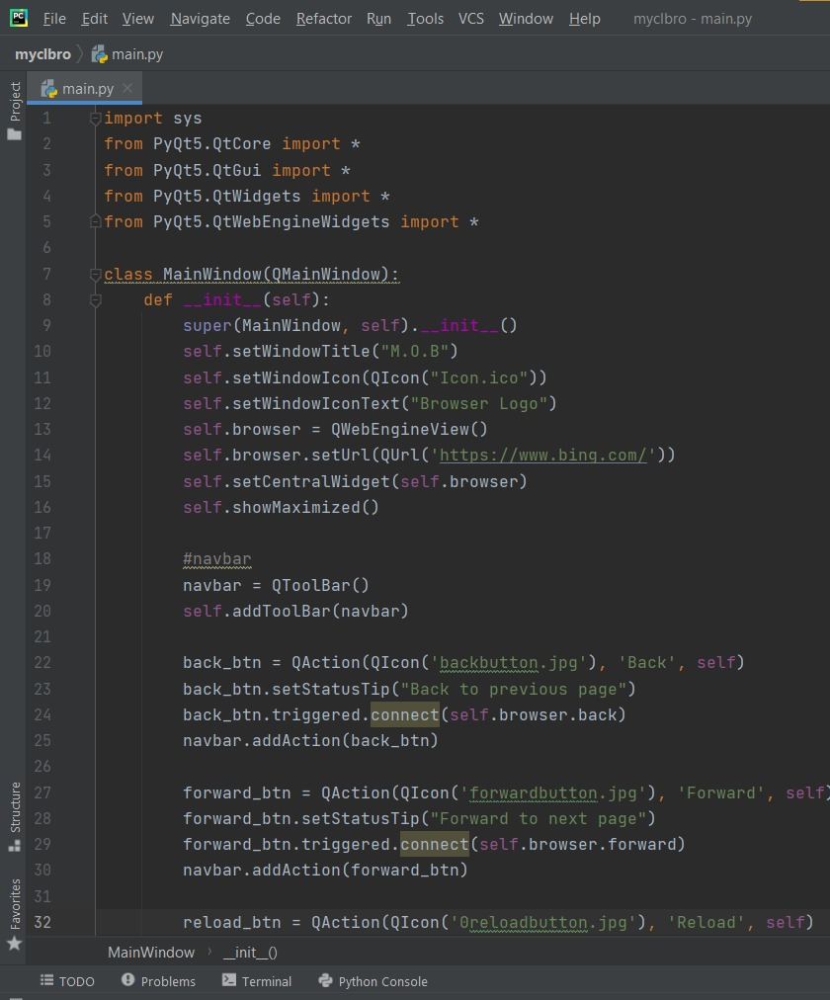 File Edit View Navigate Code Refactor Run Tools VCS Window Help myclbro - main.py
myclbro main.py
main.py
Project
1 import sys
2 from PyQt5.QtCore import *
3 from PyQt5.QtGui import *
4 from PyQt5.QtWidgets import *
5 from PyQt5.QtWebEngineWidgets import *
6
7 class MainWindow(QMainWindow):
8 def __init__(self):
9 super(MainWindow, self).__init__()
10 self.setWindowTitle("M.O.B")
11 self.setWindowIcon(QIcon("Icon.ico"))
12 self.setWindowIconText("Browser Logo")
13 self.browser = QWebEngineView()
14 self.browser.setUrl(QUrl('https://www.bing.com/'))
15 self.setCentralWidget(self.browser)
16 self.showMaximized()
17
18 #navbar
19 navbar = QToolBar()
20 self.addToolBar(navbar)
21
22 back_btn = QAction(QIcon('backbutton.jpg'), 'Back', self)
23 back_btn.setStatusTip("Back to previous page")
24 back_btn.triggered.connect(self.browser.back)
25 navbar.addAction(back_btn)
26
27 forward_btn = QAction(QIcon('forwardbutton.jpg'), 'Forward', self)
28 forward_btn.setStatusTip("Forward to next page")
29 forward_btn.triggered.connect(self.browser.forward)
30 navbar.addAction(forward_btn)
31
32 reload_btn = QAction(QIcon('0reloadbutton.jpg'), 'Reload', self)
Structure
Favorites
MainWindow __init__()
TODO Problems Terminal Python Console